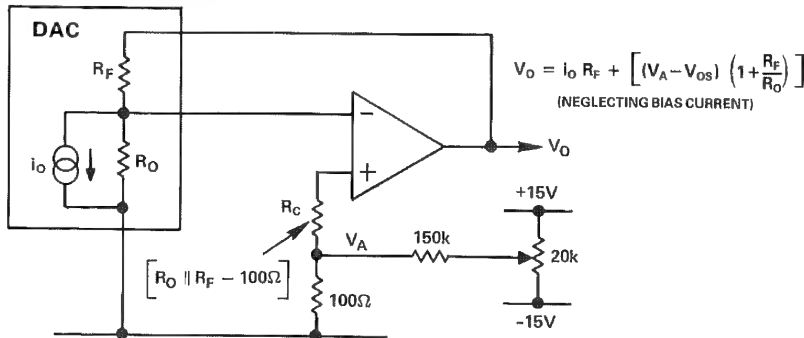 DAC
R_F
i_O
R_O
−
+
V_O
V_O = i_O R_F + [(V_A − V_OS) (1 + R_F/R_O)]
(NEGLECTING BIAS CURRENT)
R_C
[R_O ∥ R_F − 100Ω]
V_A
150k
100Ω
+15V
20k
-15V